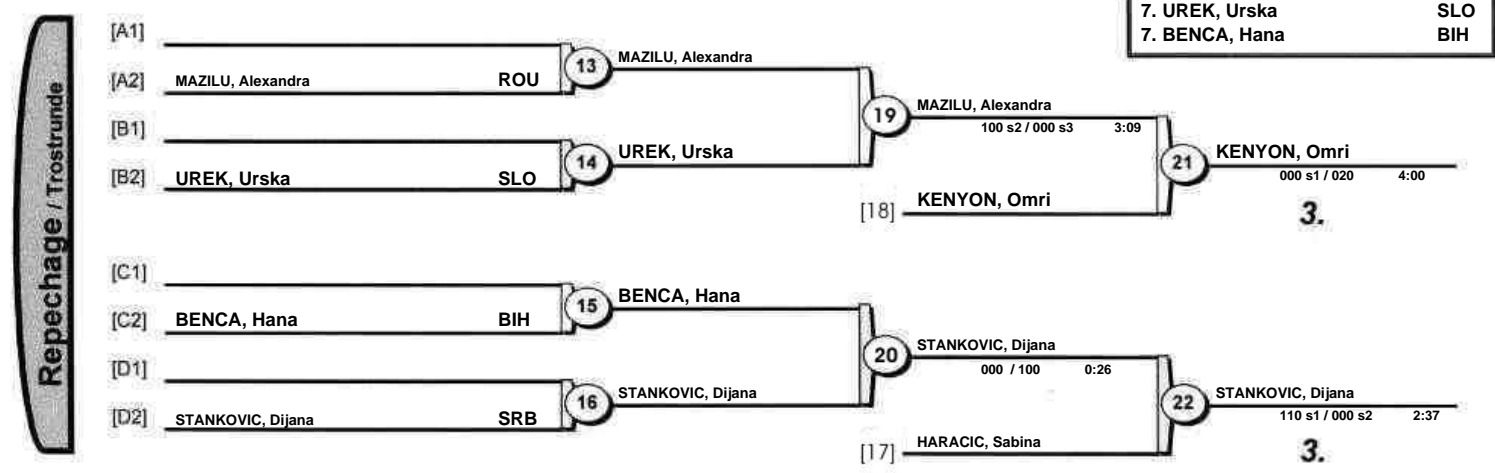 7. UREK, Urska SLO
7. BENCA, Hana BIH
Repechage / Trostrunde
[A1]
[A2] MAZILU, Alexandra ROU
13 MAZILU, Alexandra
[B1]
[B2] UREK, Urska SLO
14 UREK, Urska
19 MAZILU, Alexandra
100 s2 / 000 s3 3:09
[18] KENYON, Omri
21 KENYON, Omri
000 s1 / 020 4:00
3.
[C1]
[C2] BENCA, Hana BIH
15 BENCA, Hana
[D1]
[D2] STANKOVIC, Dijana SRB
16 STANKOVIC, Dijana
20 STANKOVIC, Dijana
000 / 100 0:26
[17] HARACIC, Sabina
22 STANKOVIC, Dijana
110 s1 / 000 s2 2:37
3.